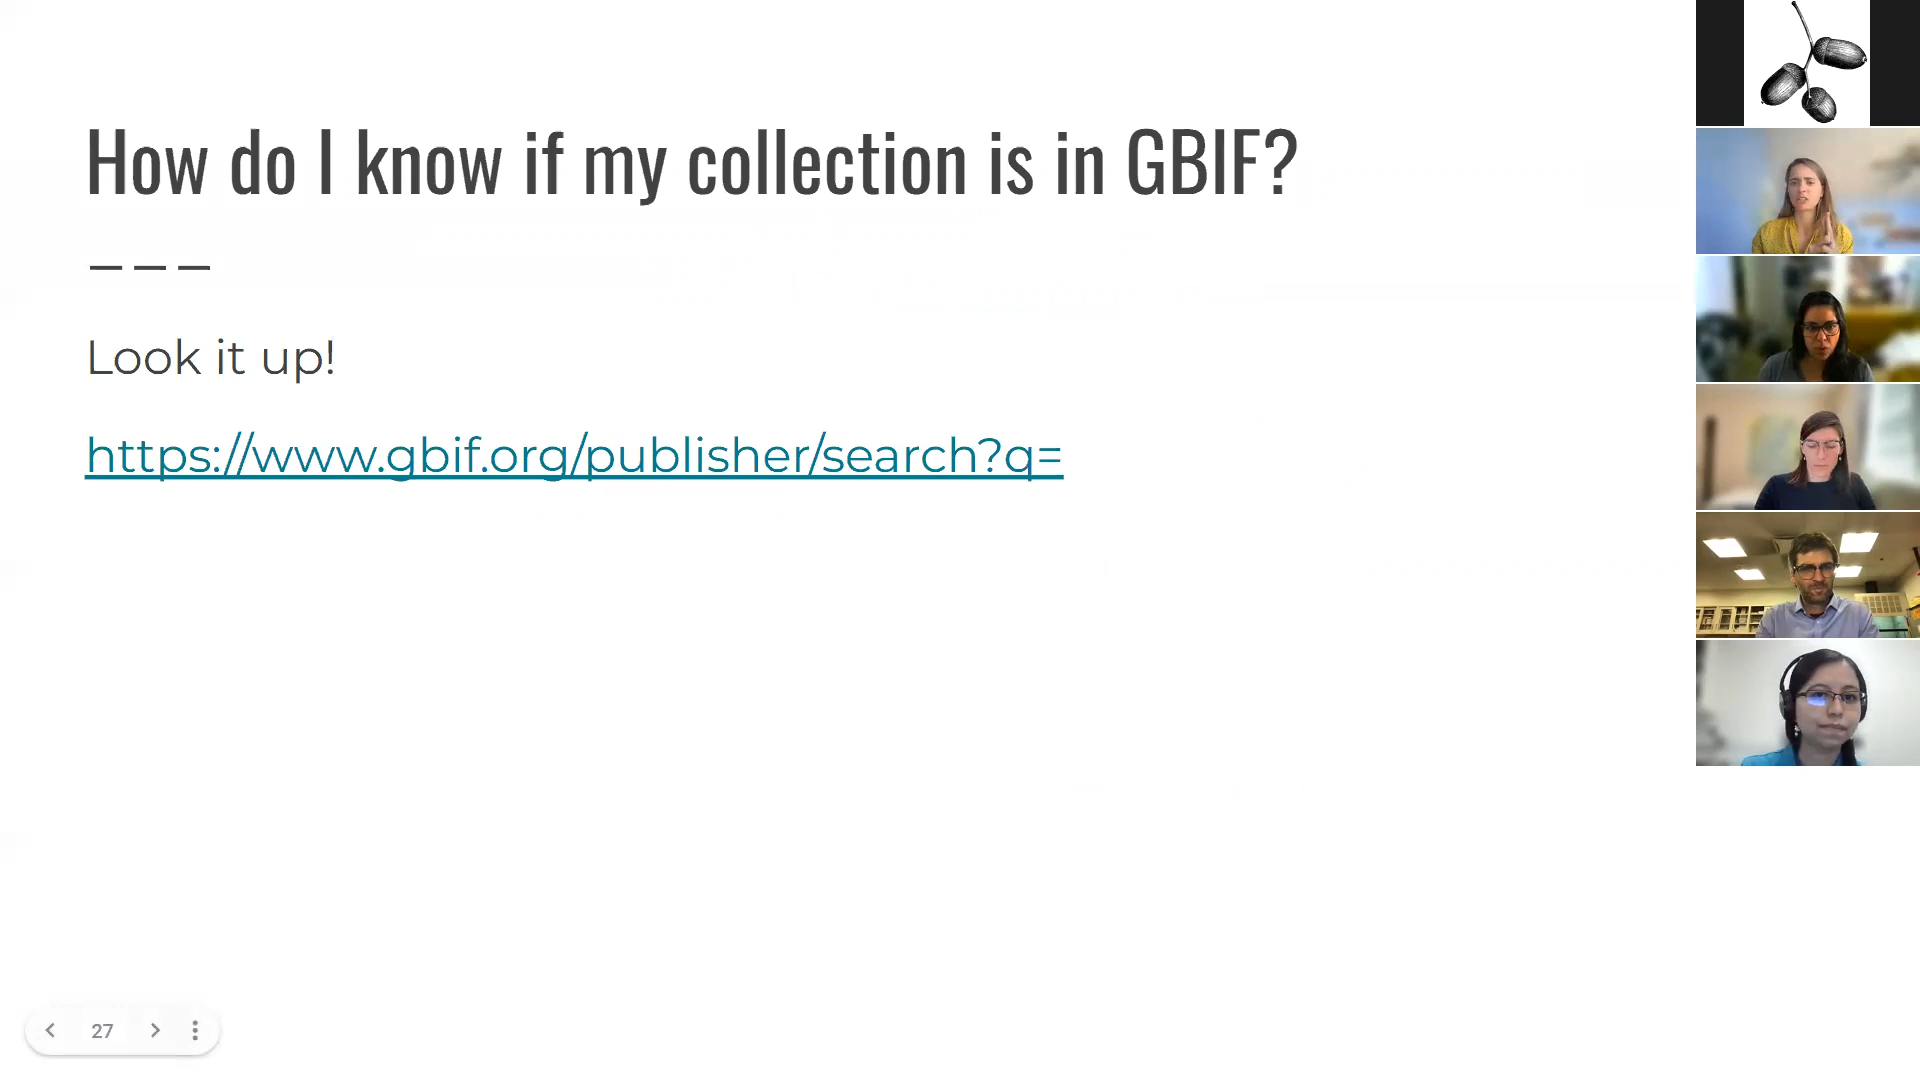 How do I know if my collection is in GBIF?
Look it up!
https://www.gbif.org/publisher/search?q=
27